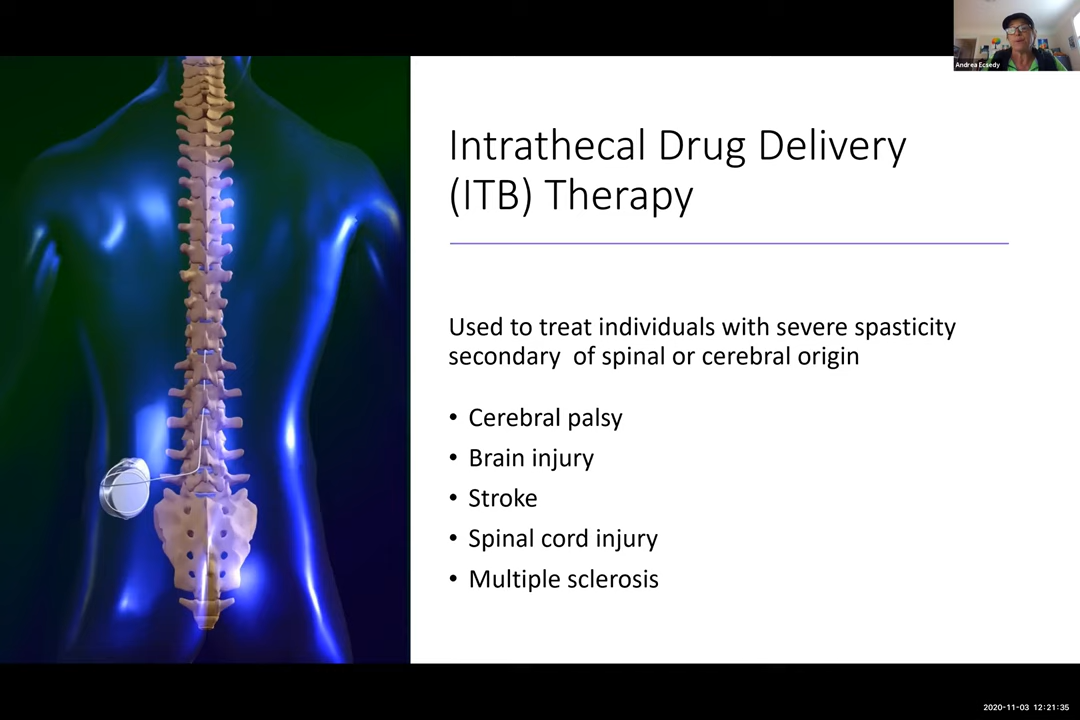 Andrea Ecsedy
Intrathecal Drug Delivery
(ITB) Therapy
Used to treat individuals with severe spasticity
secondary  of spinal or cerebral origin
• Cerebral palsy
• Brain injury
• Stroke
• Spinal cord injury
• Multiple sclerosis
2020-11-03 12:21:35